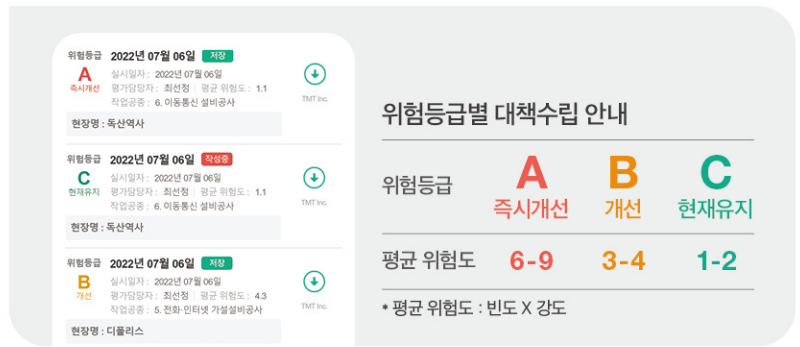 위험등급 2022년 07월 06일 저장
A 실시일자 : 2022년 07월 06일
즉시개선 평가담당자 : 최선정 | 평균 위험도 : 1.1
작업공종 : 6. 이동통신 설비공사
TMT Inc.
현장명 : 독산역사
위험등급 2022년 07월 06일 작성중
C 실시일자 : 2022년 07월 06일
현재유지 평가담당자 : 최선정 | 평균 위험도 : 1.1
작업공종 : 6. 이동통신 설비공사
TMT Inc.
현장명 : 독산역사
위험등급 2022년 07월 06일 저장
B 실시일자 : 2022년 07월 06일
개선 평가담당자 : 최선정 | 평균 위험도 : 4.3
작업공종 : 5. 전화·인터넷 가설설비공사
TMT Inc.
현장명 : 디폴리스
위험등급별 대책수립 안내
위험등급 A B C
즉시개선 개선 현재유지
평균 위험도 6-9 3-4 1-2
* 평균 위험도 : 빈도 X 강도